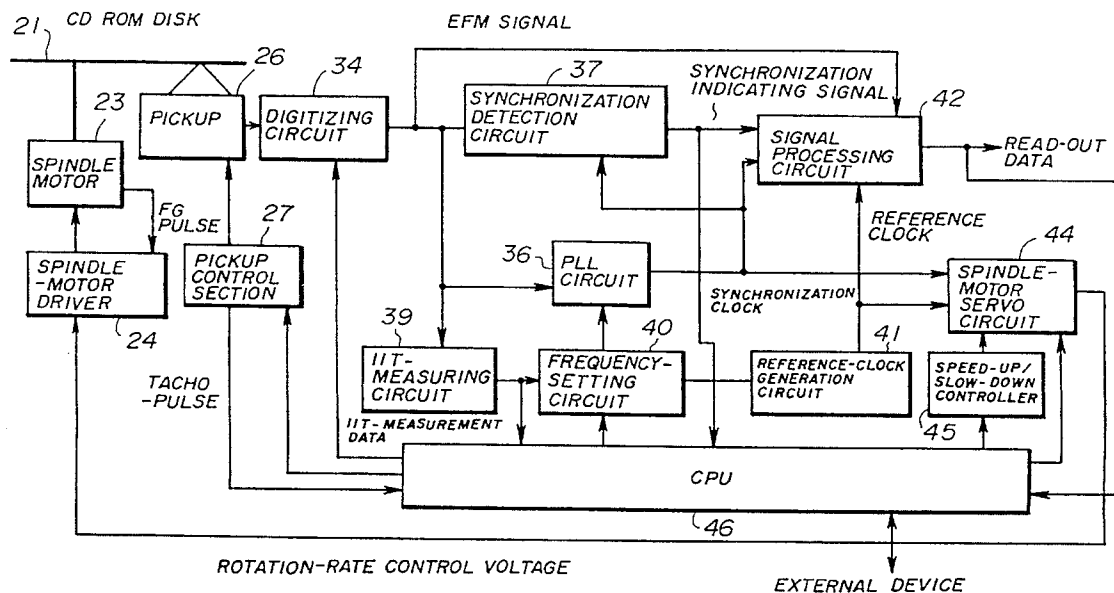 CD ROM DISK
EFM SIGNAL
21
26
34
37
SYNCHRONIZATION
INDICATING SIGNAL
42
23
PICKUP
DIGITIZING
CIRCUIT
SYNCHRONIZATION
DETECTION
CIRCUIT
SIGNAL
PROCESSING
CIRCUIT
READ-OUT
DATA
SPINDLE
MOTOR
FG
PULSE
27
REFERENCE
CLOCK
44
SPINDLE
-MOTOR
DRIVER
PICKUP
CONTROL
SECTION
36
PLL
CIRCUIT
SYNCHRONIZATION
CLOCK
SPINDLE-
MOTOR
SERVO
CIRCUIT
24
39
40
41
TACHO
-PULSE
11T-
MEASURING
CIRCUIT
FREQUENCY-
SETTING
CIRCUIT
REFERENCE-CLOCK
GENERATION
CIRCUIT
SPEED-UP/
SLOW-DOWN
CONTROLLER
45
11T-MEASUREMENT
DATA
CPU
46
ROTATION-RATE CONTROL VOLTAGE
EXTERNAL DEVICE